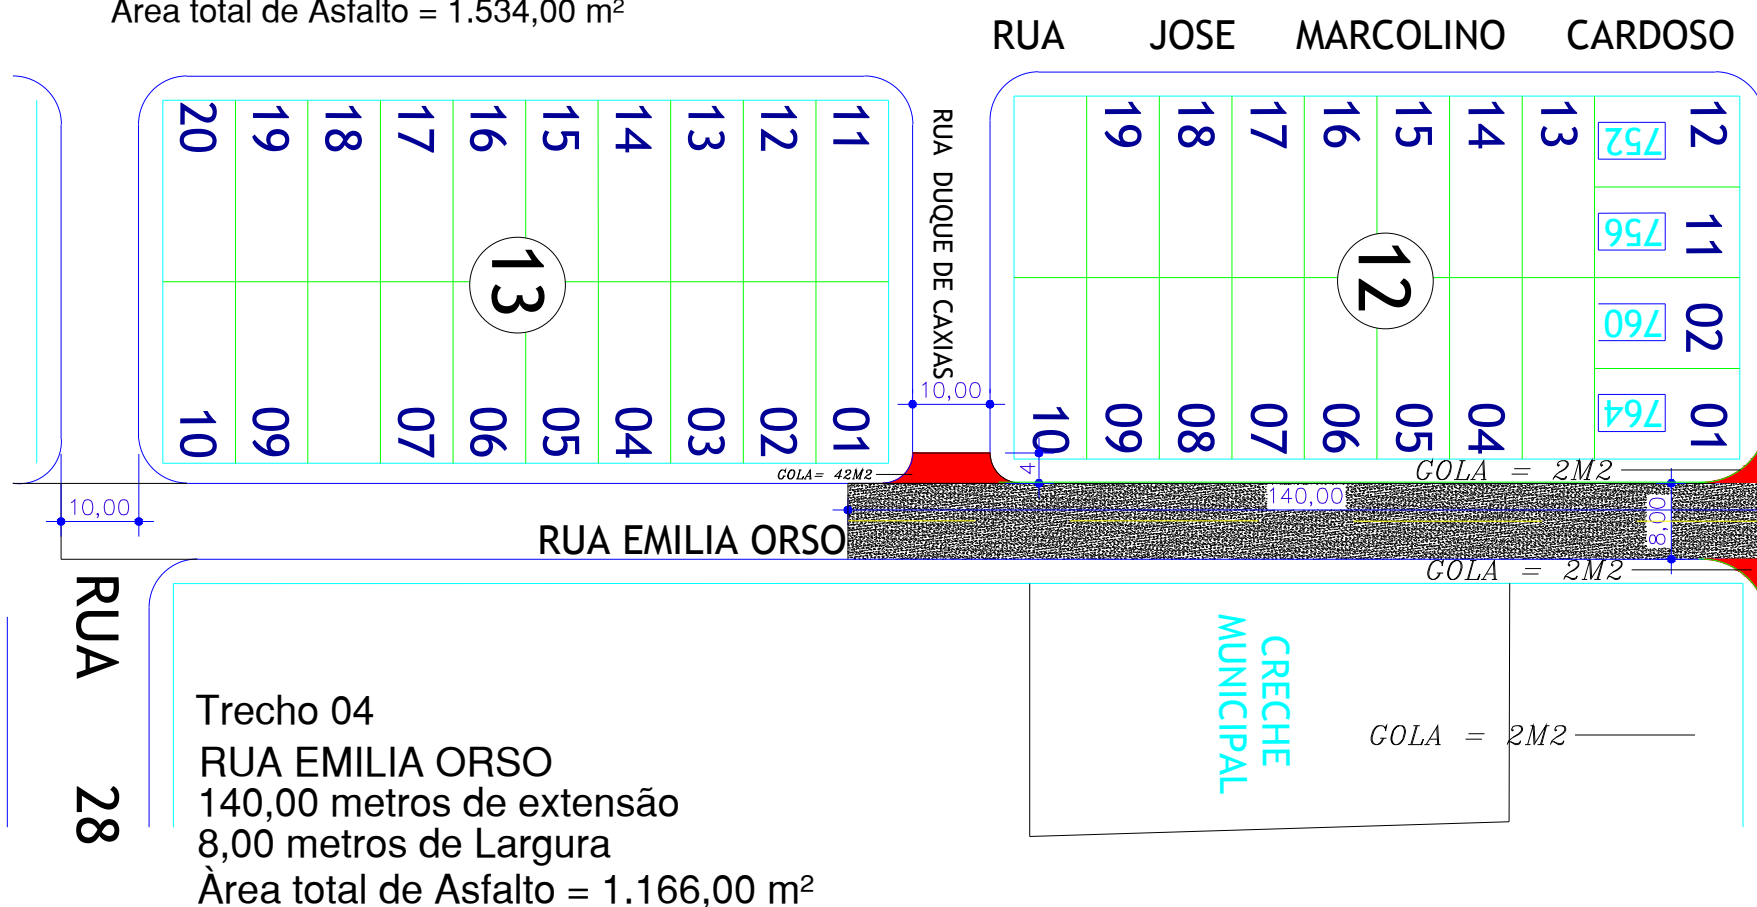 Área total de Asfalto = 1.534,00 m²
RUA JOSE MARCOLINO CARDOSO
20 19 18 17 16 15 14 13 12 11
RUA DUQUE DE CAXIAS
19 18 17 16 15 14 13 12
752
756
11
13
12
760
02
10 09 07 06 05 04 03 02 01
10,00
10 09 08 07 06 05 04
764
01
GOLA= 42M2
4
GOLA = 2M2
10,00
140,00
8,00
RUA EMILIA ORSO
GOLA = 2M2
RUA 28
CRECHE
MUNICIPAL
GOLA = 2M2
Trecho 04
RUA EMILIA ORSO
140,00 metros de extensão
8,00 metros de Largura
Àrea total de Asfalto = 1.166,00 m²